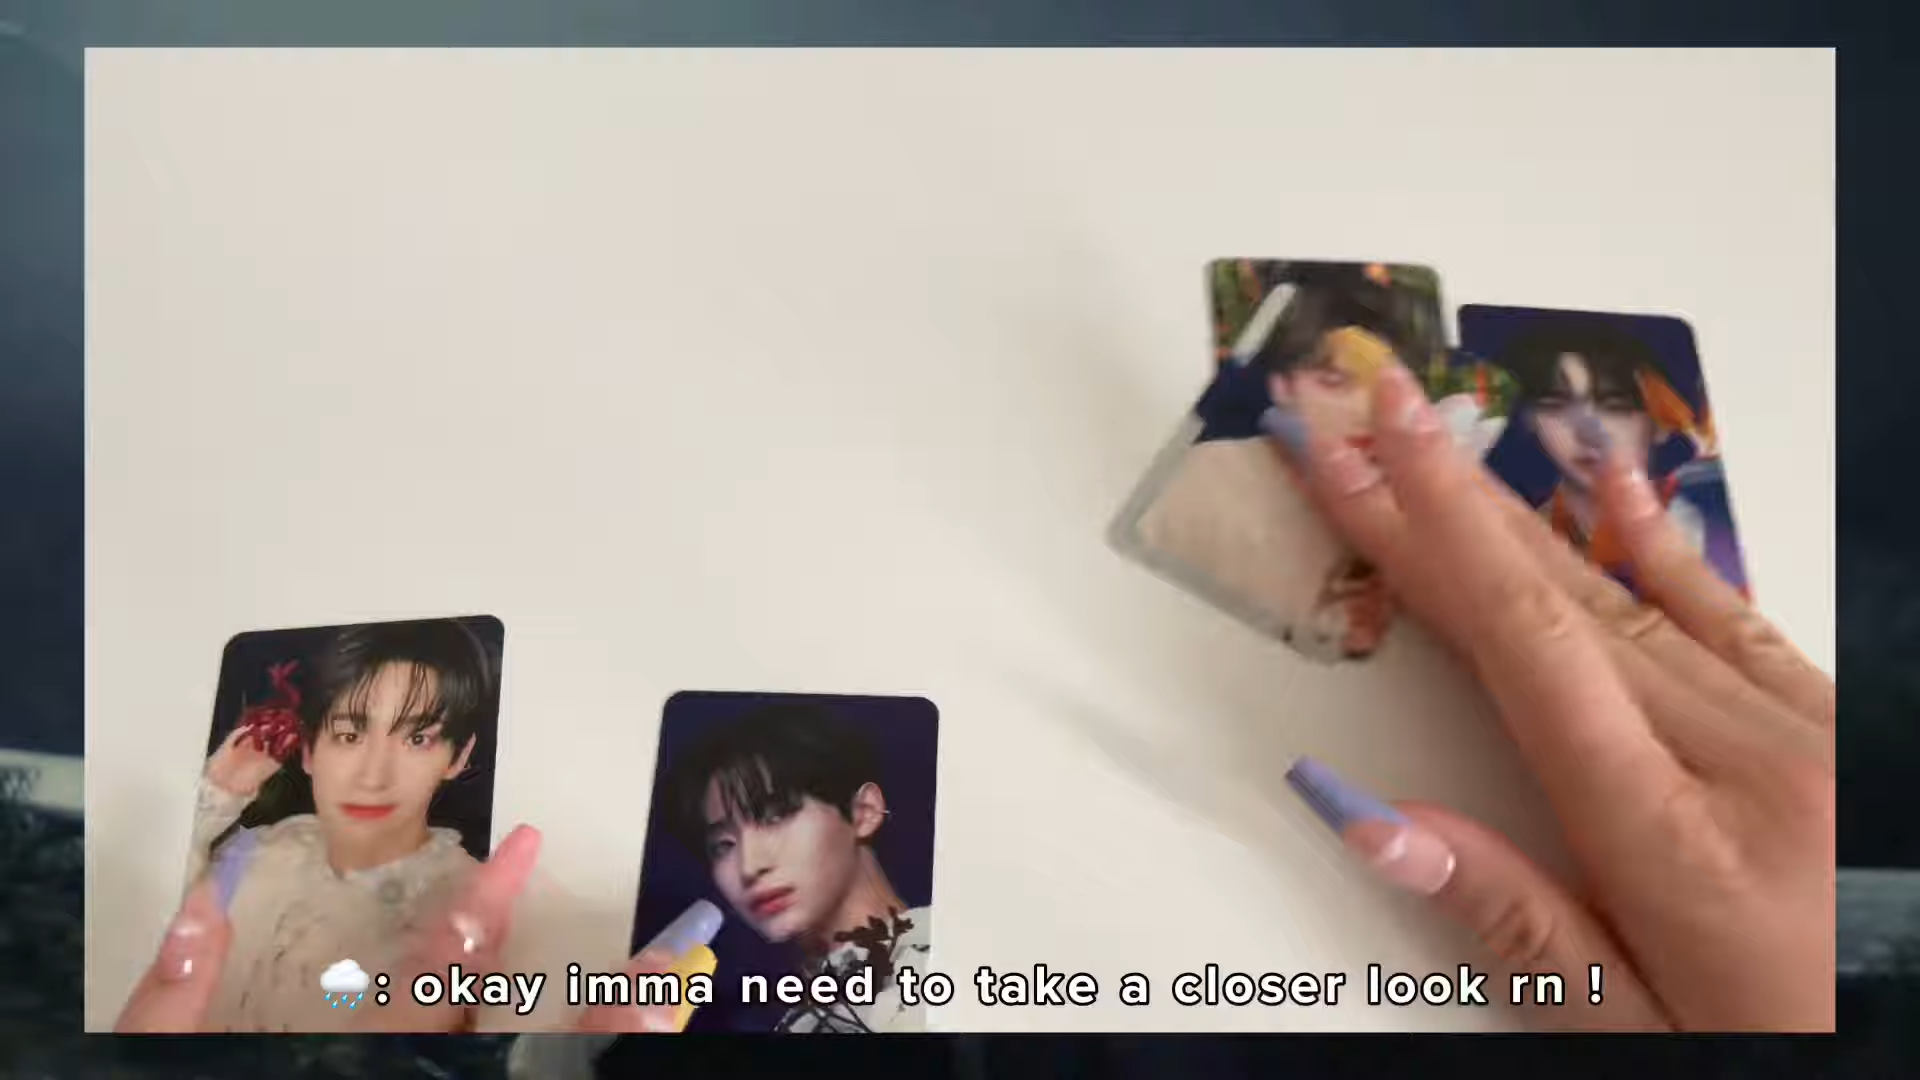 🌧️: okay imma need to take a closer look rn !